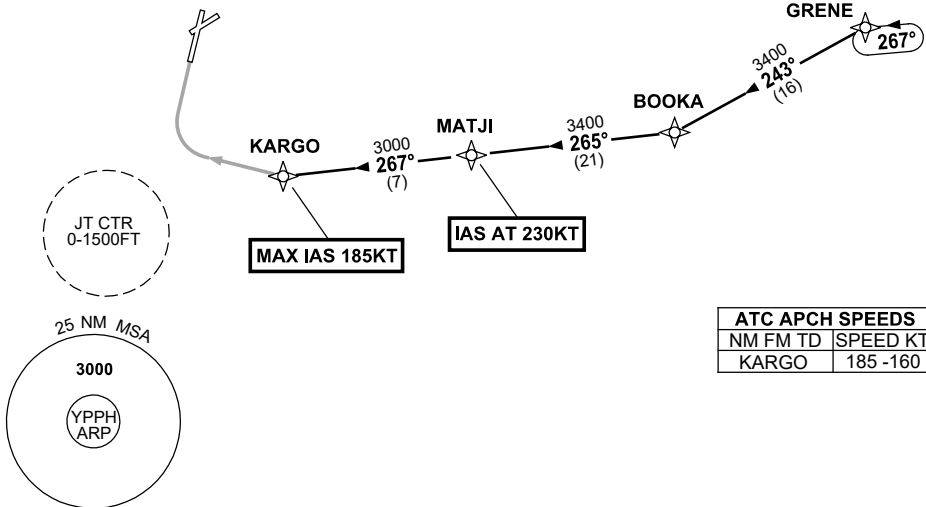 GRENE
267°
3400
243°
(16)
BOOKA
3400
265°
(21)
MATJI
3000
267°
(7)
KARGO
IAS AT 230KT
MAX IAS 185KT
JT CTR
0-1500FT
25 NM MSA
3000
YPPH
ARP
ATC APCH SPEEDS
NM FM TD SPEED KT
KARGO 185 -160